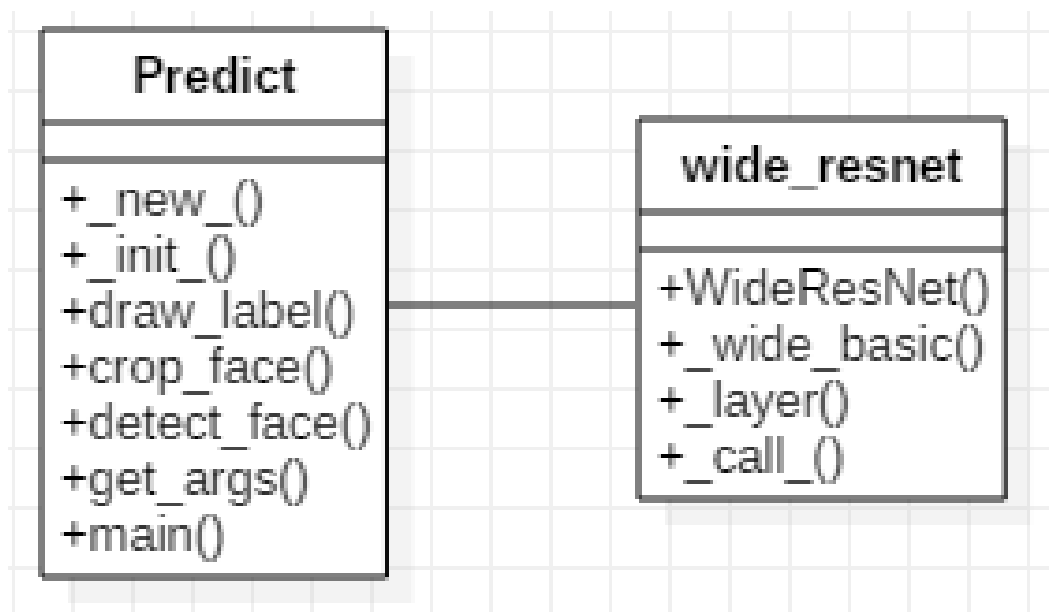 Predict
+_new_()
+_init_()
+draw_label()
+crop_face()
+detect_face()
+get_args()
+main()
wide_resnet
+WideResNet()
+_wide_basic()
+_layer()
+_call_()